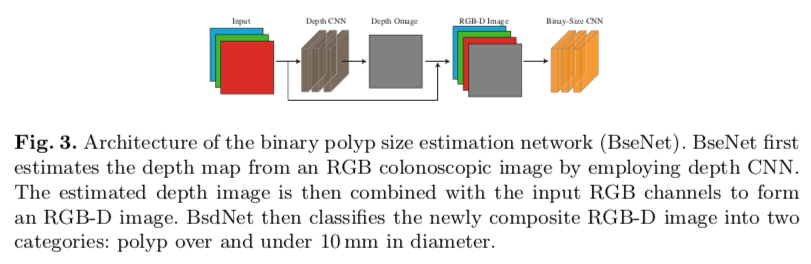 Input
Depth CNN
Depth Omage
RGB-D Image
Binay-Size CNN
Fig. 3. Architecture of the binary polyp size estimation network (BseNet). BseNet first
estimates the depth map from an RGB colonoscopic image by employing depth CNN.
The estimated depth image is then combined with the input RGB channels to form
an RGB-D image. BsdNet then classifies the newly composite RGB-D image into two
categories: polyp over and under 10 mm in diameter.